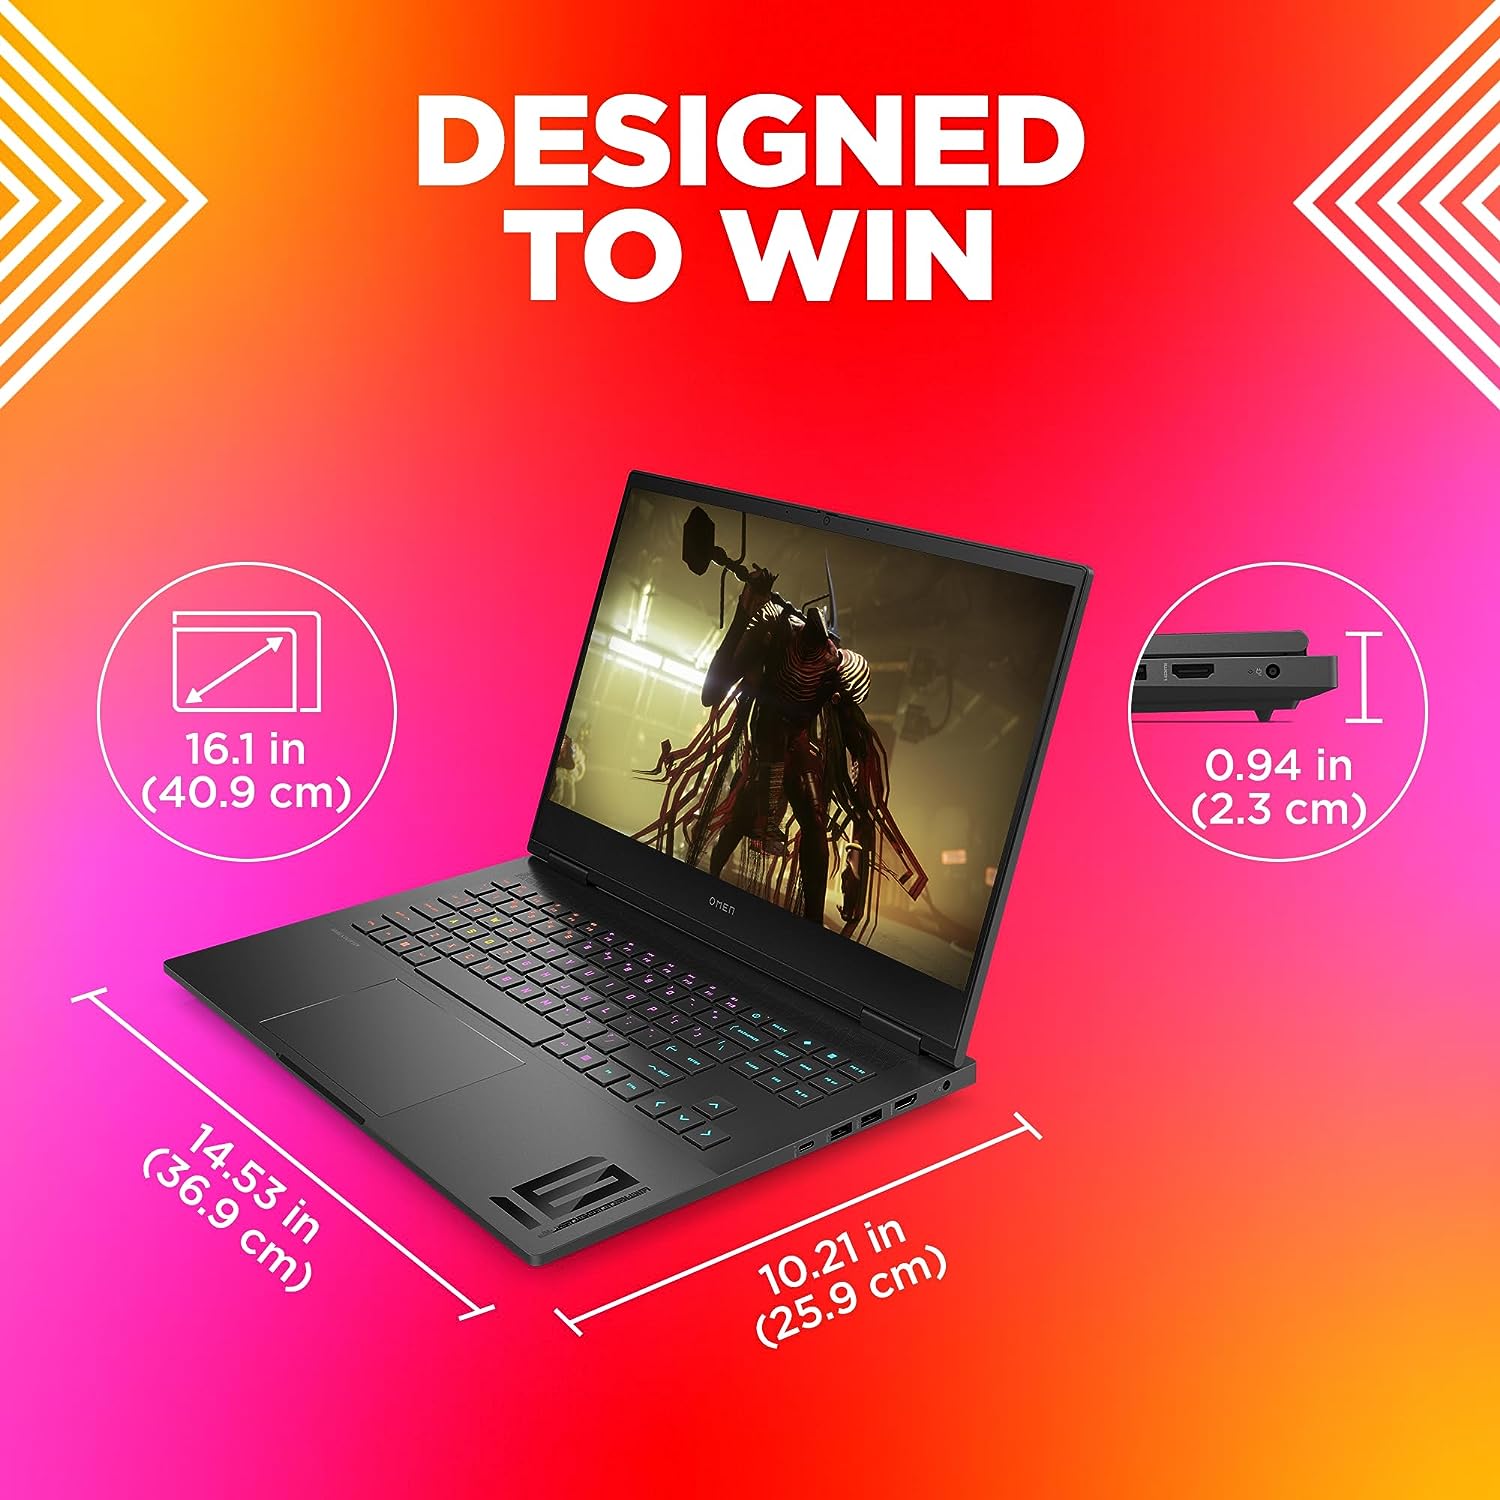 DESIGNED
TO WIN
16.1 in
(40.9 cm)
0.94 in
(2.3 cm)
OMEN
14.53 in
(36.9 cm)
10.21 in
(25.9 cm)